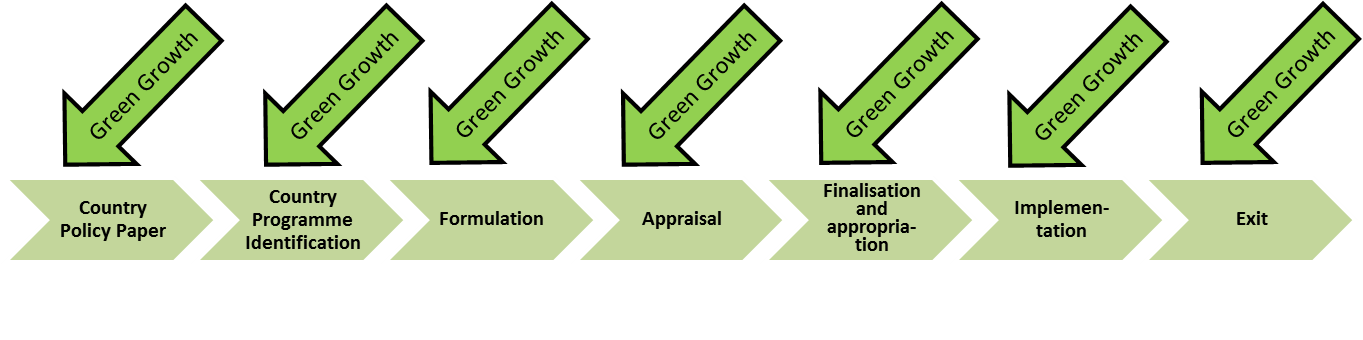 Green Growth
Green Growth
Green Growth
Green Growth
Green Growth
Green Growth
Green Growth
Country
Policy Paper
Country
Programme
Identification
Formulation
Appraisal
Finalisation
and
appropria-
tion
Implemen-
tation
Exit